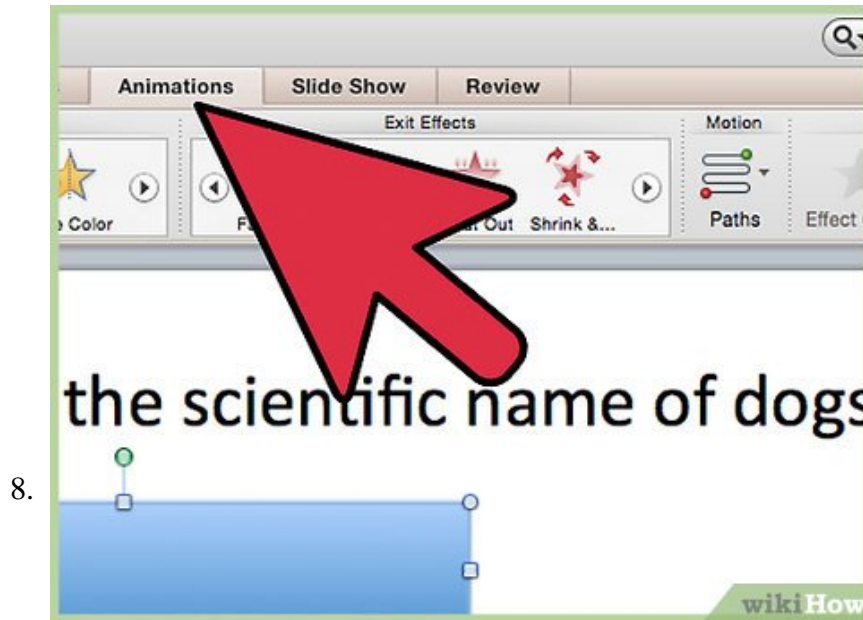 Animations Slide Show Review
Exit Effects Motion
Color Out Shrink &... Paths Effect
the scientific name of dogs
8.
wikiHow